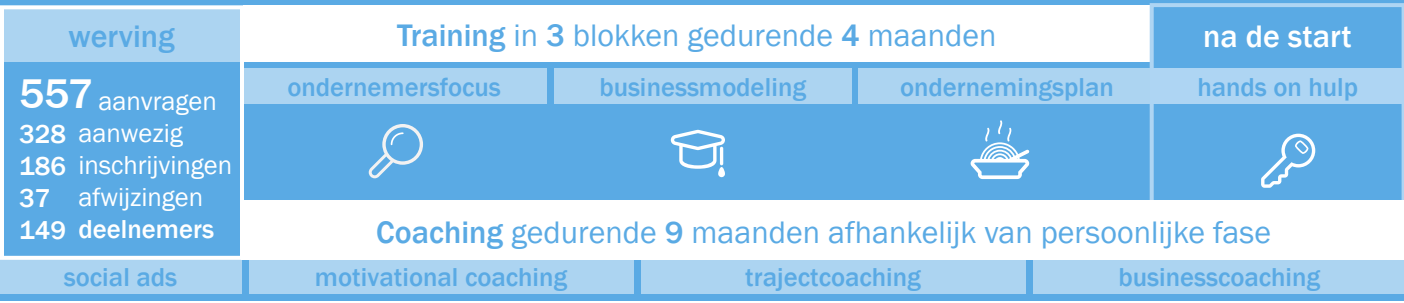 werving
557 aanvragen
328 aanwezig
186 inschrijvingen
37 afwijzingen
149 deelnemers
social ads
Training in 3 blokken gedurende 4 maanden
ondernemersfocus
businessmodeling
ondernemingsplan
na de start
hands on hulp
Coaching gedurende 9 maanden afhankelijk van persoonlijke fase
motivational coaching
trajectcoaching
businesscoaching